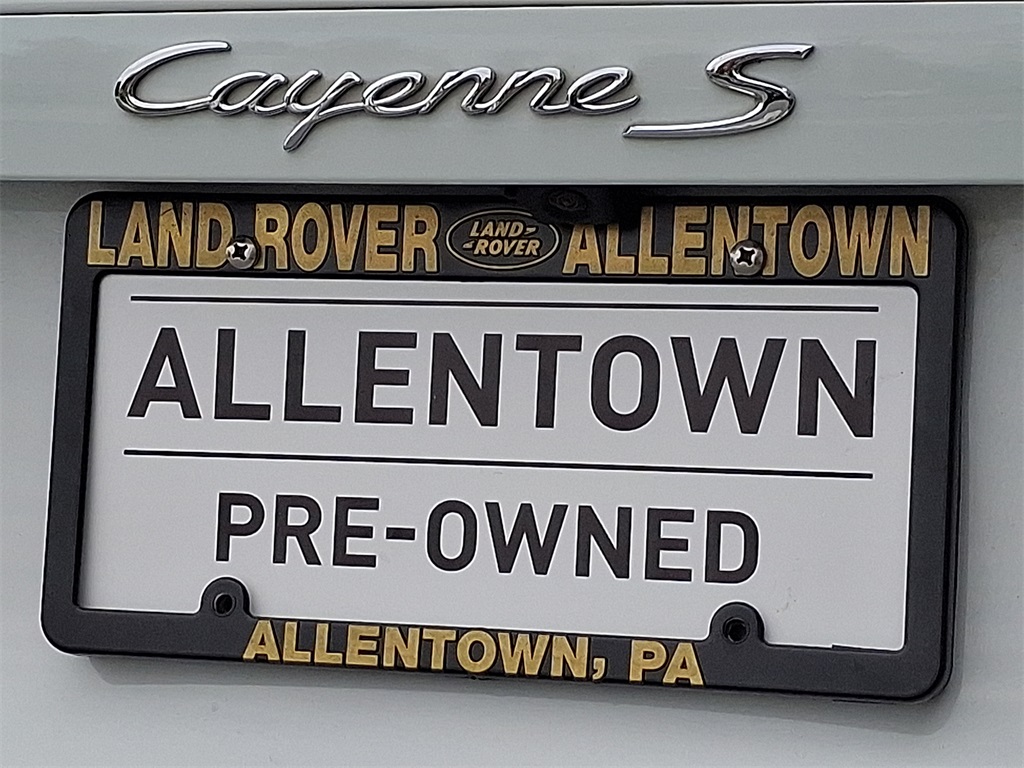 Cayenne S
LAND ROVER LAND ROVER ALLENTOWN
ALLENTOWN
PRE-OWNED
ALLENTOWN, PA